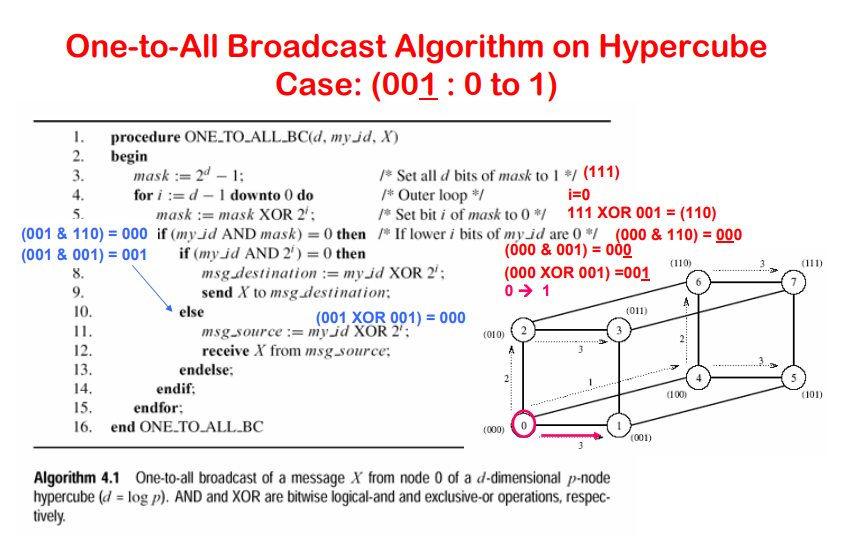 One-to-All Broadcast Algorithm on Hypercube
Case: (001 : 0 to 1)
1. procedure ONE_TO_ALL_BC(d, my_id, X)
2. begin
3. mask := 2^d − 1; /* Set all d bits of mask to 1 */ (111)
4. for i := d − 1 downto 0 do /* Outer loop */ i=0
5. mask := mask XOR 2^i; /* Set bit i of mask to 0 */ 111 XOR 001 = (110)
(001 & 110) = 000 if (my_id AND mask) = 0 then /* If lower i bits of my_id are 0 */ (000 & 110) = 000
(001 & 001) = 001 if (my_id AND 2^i) = 0 then (000 & 001) = 000
8. msg_destination := my_id XOR 2^i; (000 XOR 001) =001
9. send X to msg_destination; 0 → 1
10. else
(001 XOR 001) = 000
11. msg_source := my_id XOR 2^i;
12. receive X from msg_source;
13. endelse;
14. endif;
15. endfor;
16. end ONE_TO_ALL_BC
(110) 3 (111)
6 7
(011)
(010) 2 3 2
3 3
2 1
4 5
(100) (101)
(000) 0 1
3 (001)
Algorithm 4.1 One-to-all broadcast of a message X from node 0 of a d-dimensional p-node
hypercube (d = log p). AND and XOR are bitwise logical-and and exclusive-or operations, respec-
tively.